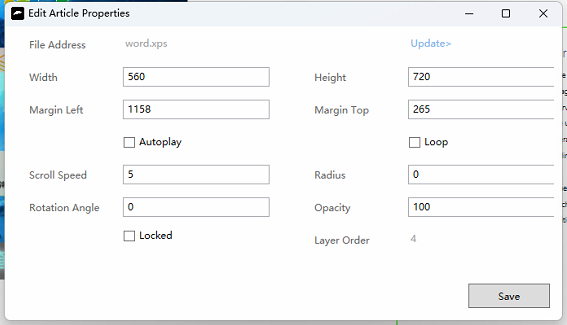 Edit Article Properties
File Address word.xps Update>
Width 560 Height 720
Margin Left 1158 Margin Top 265
Autoplay Loop
Scroll Speed 5 Radius 0
Rotation Angle 0 Opacity 100
Locked
Layer Order 4
Save